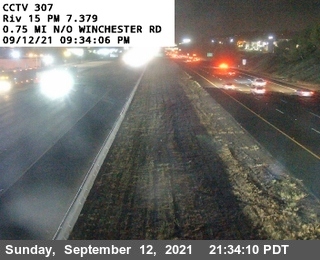 CCTV 307
Riv 15 PM 7.379
0.75 MI N/O WINCHESTER RD
09/12/21 09:34:06 PM
Sunday, September 12, 2021 21:34:10 PDT